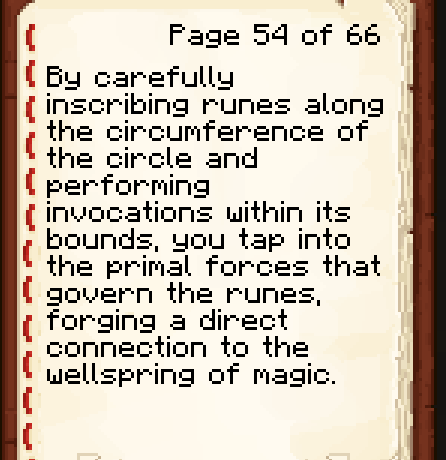 Page 54 of 66
By carefully
inscribing runes along
the circumference of
the circle and
performing
invocations within its
bounds, you tap into
the primal forces that
govern the runes,
forging a direct
connection to the
wellspring of magic.